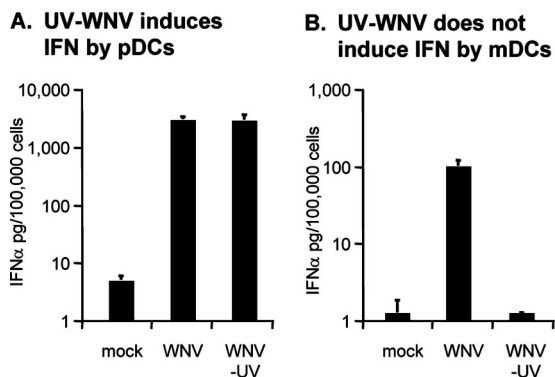 A. UV-WNV induces
IFN by pDCs
IFNα pg/100,000 cells
10,000
1,000
100
10
1
mock
WNV
WNV
-UV
B. UV-WNV does not
induce IFN by mDCs
IFNα pg/100,000 cells
1,000
100
10
1
mock
WNV
WNV
-UV